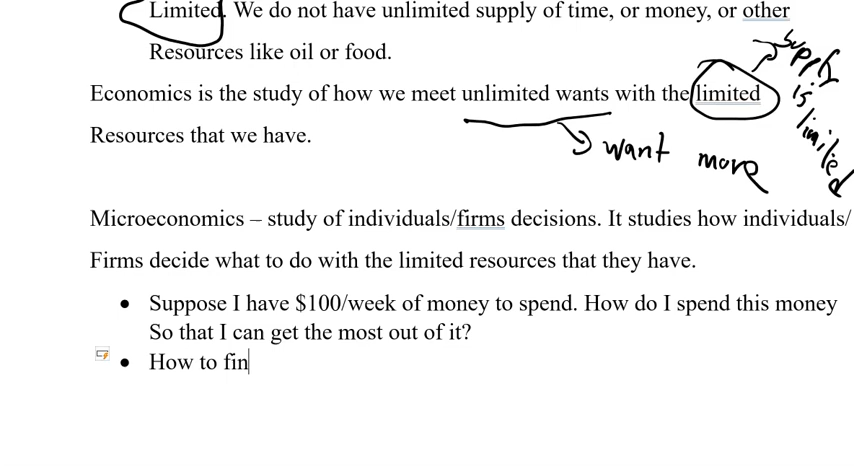 Limited. We do not have unlimited supply of time, or money, or other
Resources like oil or food.
Economics is the study of how we meet unlimited wants with the limited
Resources that we have.
supply is limited
want more
Microeconomics – study of individuals/firms decisions. It studies how individuals/
Firms decide what to do with the limited resources that they have.
• Suppose I have $100/week of money to spend. How do I spend this money
So that I can get the most out of it?
• How to fin